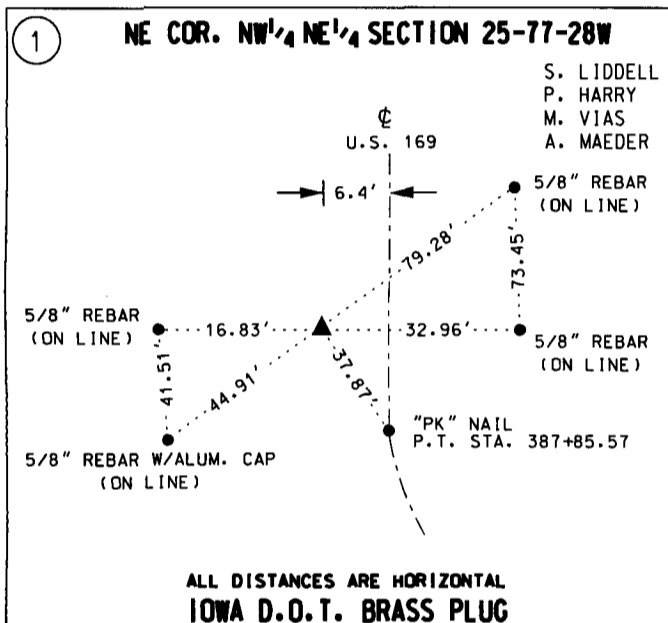 1
NE COR. NW1/4 NE1/4 SECTION 25-77-28W
S. LIDDELL
P. HARRY
M. VIAS
A. MAEDER
℄
U.S. 169
6.4'
5/8" REBAR
(ON LINE)
79.28'
73.45'
5/8" REBAR
(ON LINE)
16.83'
32.96'
5/8" REBAR
(ON LINE)
41.51'
44.91'
37.87'
"PK" NAIL
P.T. STA. 387+85.57
5/8" REBAR W/ALUM. CAP
(ON LINE)
ALL DISTANCES ARE HORIZONTAL
IOWA D.O.T. BRASS PLUG